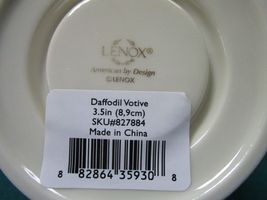 LENOX®
American by Design
©LENOX
Daffodil Votive
3.5in (8,9cm)
SKU#827884
Made in China
8 82864 35930 8